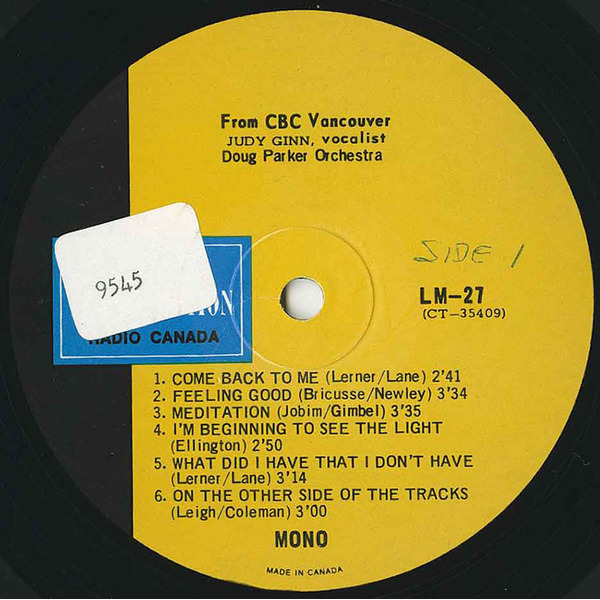 From CBC Vancouver
JUDY GINN, vocalist
Doug Parker Orchestra
SIDE 1
LM-27
(CT-35409)
9545
RADIO CANADA
1. COME BACK TO ME (Lerner/Lane) 2'41
2. FEELING GOOD (Bricusse/Newley) 3'34
3. MEDITATION (Jobim/Gimbel) 3'35
4. I'M BEGINNING TO SEE THE LIGHT
(Ellington) 2'50
5. WHAT DID I HAVE THAT I DON'T HAVE
(Lerner/Lane) 3'14
6. ON THE OTHER SIDE OF THE TRACKS
(Leigh/Coleman) 3'00
MONO
MADE IN CANADA